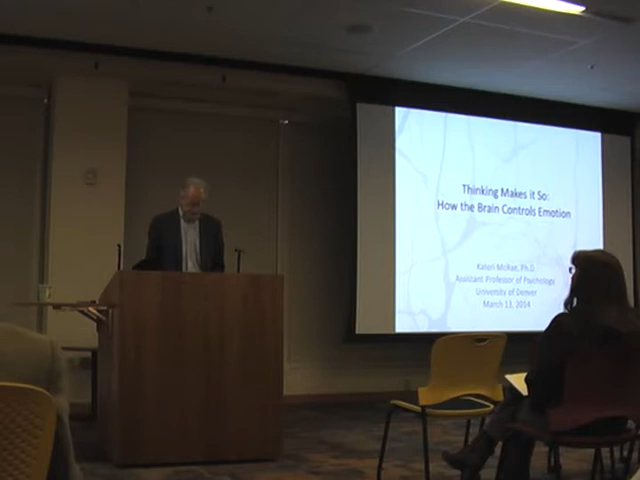 Thinking Makes it So:
How the Brain Controls Emotion
Kateri McRae, Ph.D.
Assistant Professor of Psychology
University of Denver
March 13, 2014